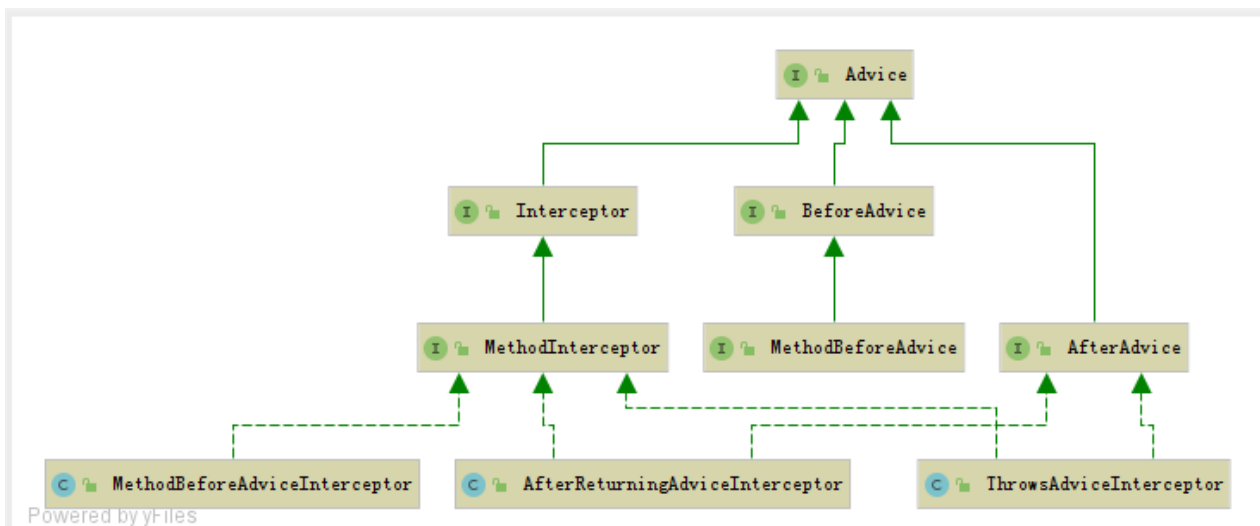 I Advice
I Interceptor
I BeforeAdvice
I MethodInterceptor
I MethodBeforeAdvice
I AfterAdvice
C MethodBeforeAdviceInterceptor
C AfterReturningAdviceInterceptor
C ThrowsAdviceInterceptor
Powered by yFiles